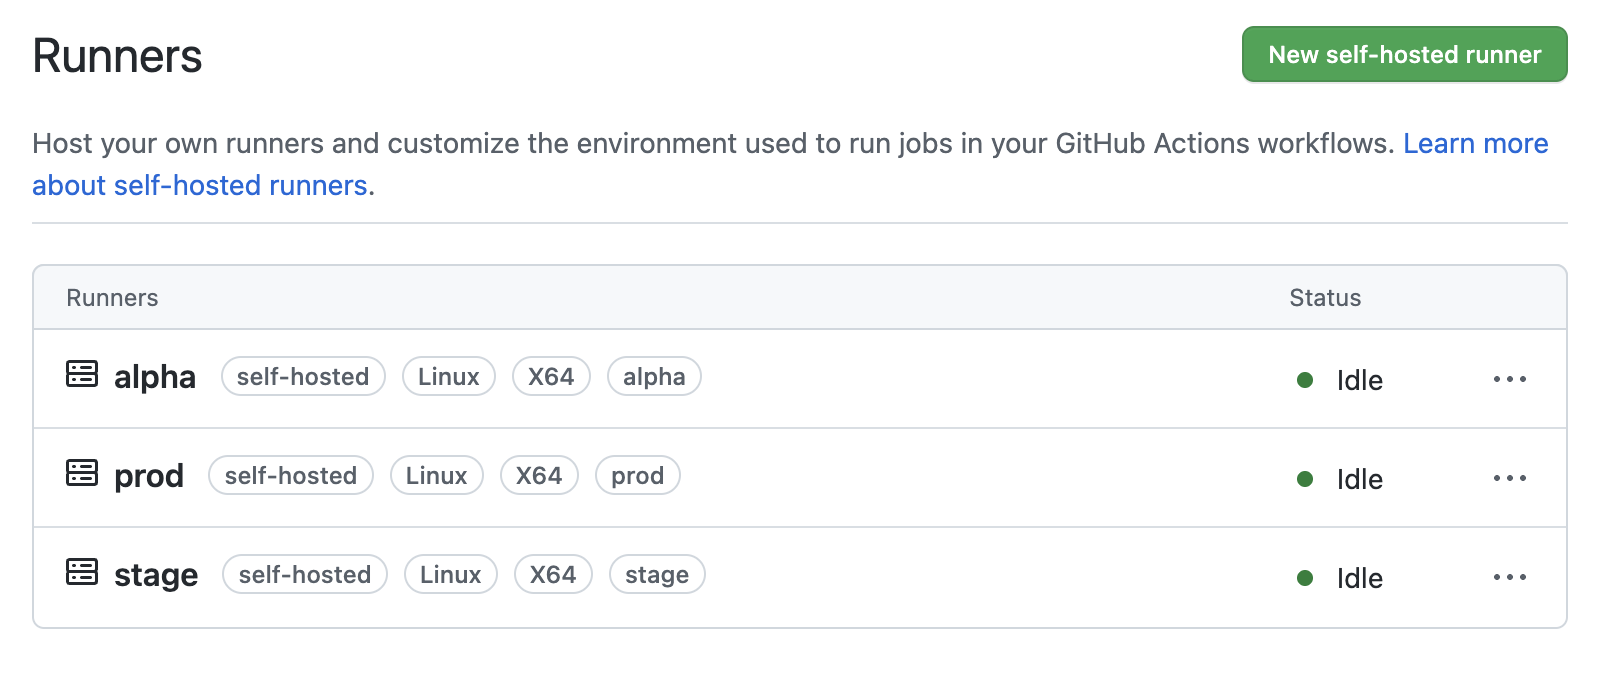 Runners
New self-hosted runner
Host your own runners and customize the environment used to run jobs in your GitHub Actions workflows. Learn more
about self-hosted runners.
Runners Status
alpha self-hosted Linux X64 alpha Idle
prod self-hosted Linux X64 prod Idle
stage self-hosted Linux X64 stage Idle